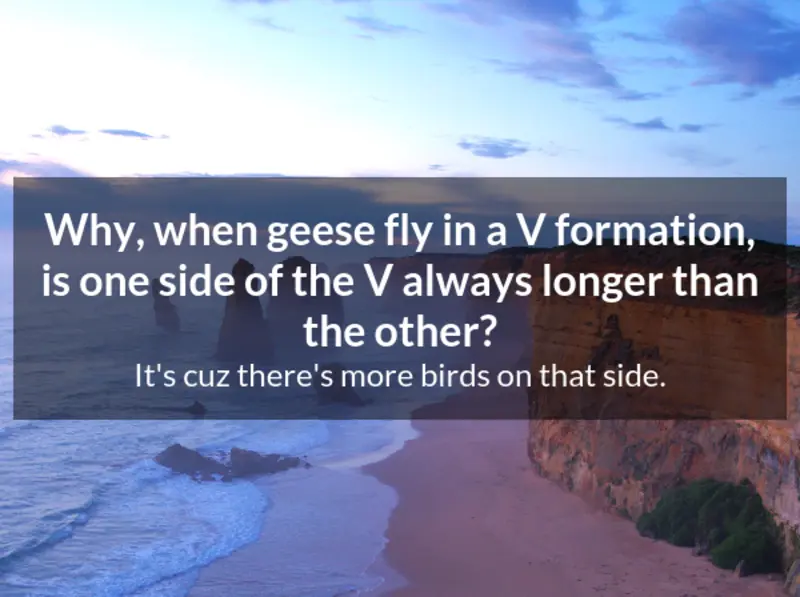 Why, when geese fly in a V formation,
is one side of the V always longer than
the other?
It's cuz there's more birds on that side.